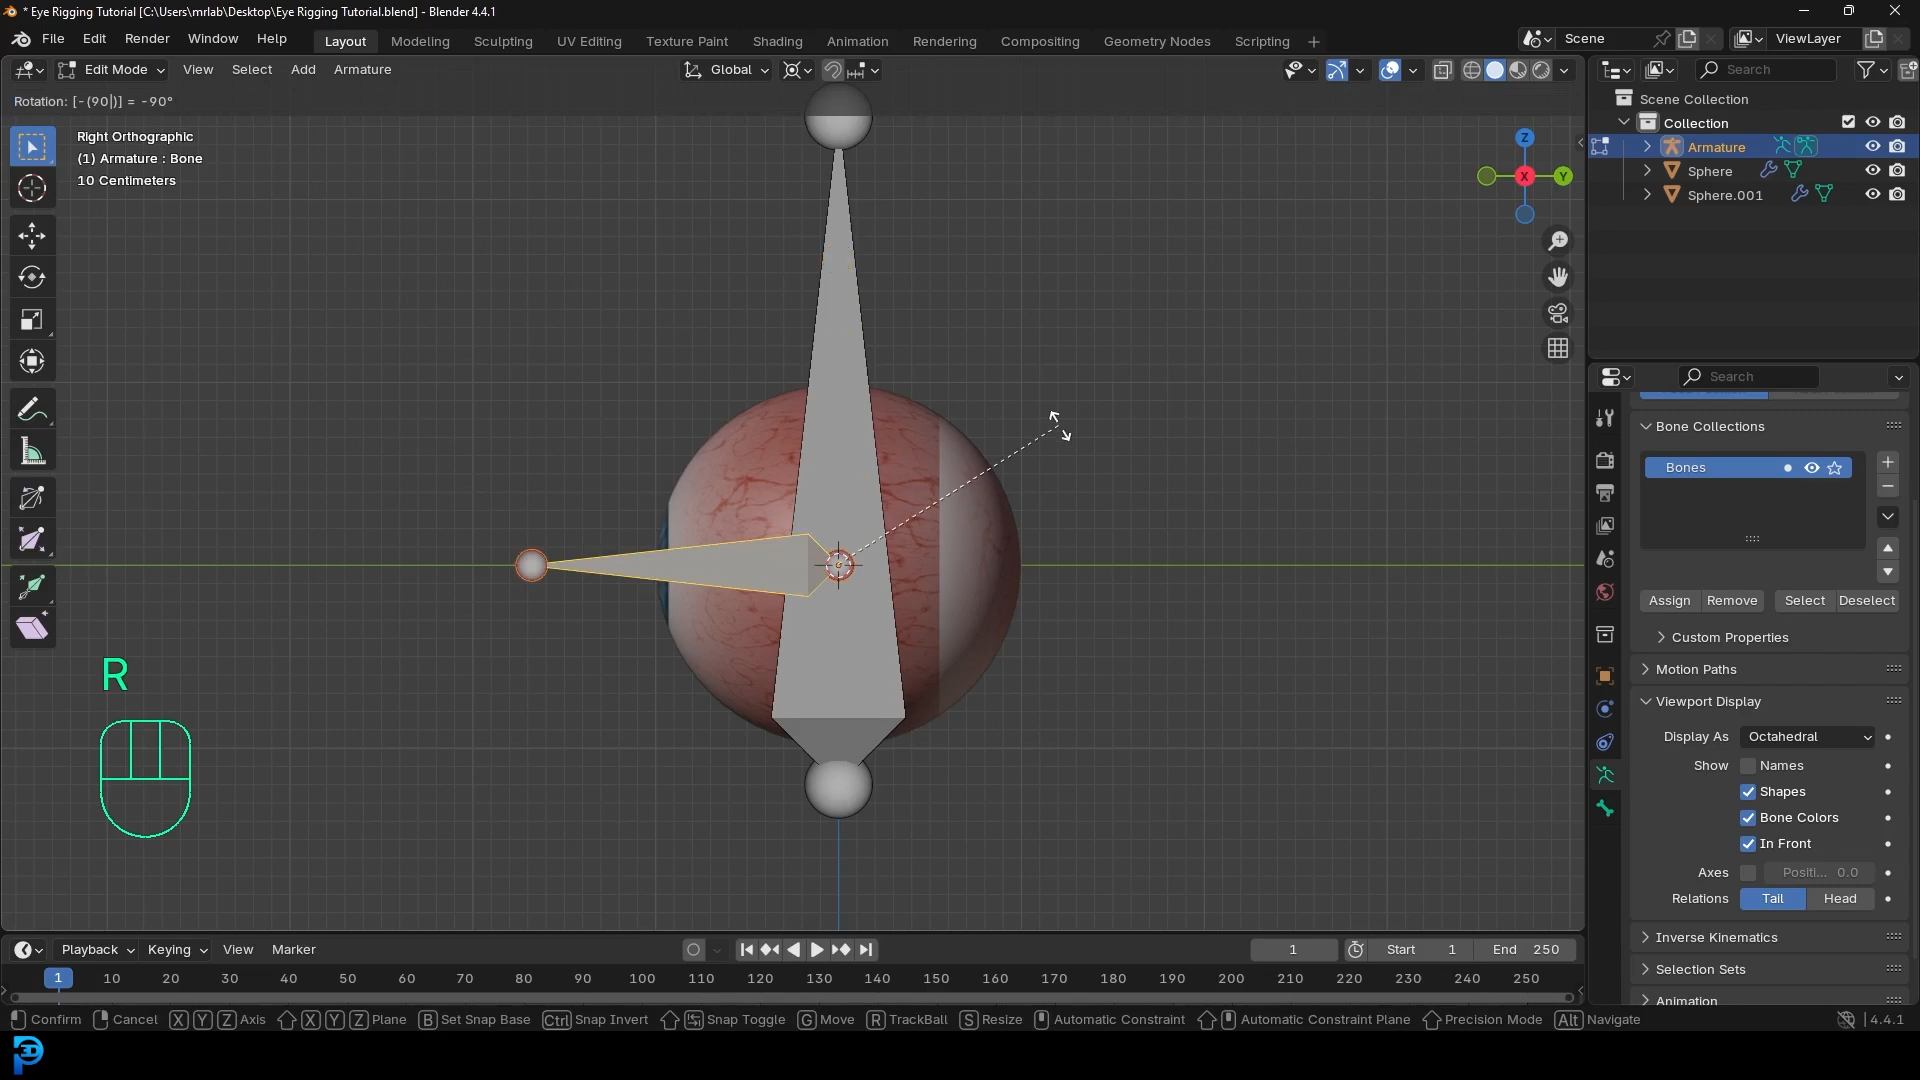 * Eye Rigging Tutorial [C:\Users\mrlab\Desktop\Eye Rigging Tutorial.blend] - Blender 4.4.1
File Edit Render Window Help Layout Modeling Sculpting UV Editing Texture Paint Shading Animation Rendering Compositing Geometry Nodes Scripting + Scene ViewLayer
Edit Mode View Select Add Armature Global Search
Rotation: [-(90|)] = -90°
Scene Collection
Collection
Right Orthographic
(1) Armature : Bone
10 Centimeters
Armature
Sphere
Sphere.001
Z
X
Y
Search
Bone Collections
Bones
Assign Remove Select Deselect
Custom Properties
Motion Paths
Viewport Display
Display As Octahedral
Show Names
Shapes
Bone Colors
In Front
Axes Positi... 0.0
Relations Tail Head
Inverse Kinematics
Selection Sets
Animation
R
Playback Keying View Marker 1 Start 1 End 250
1 10 20 30 40 50 60 70 80 90 100 110 120 130 140 150 160 170 180 190 200 210 220 230 240 250
Confirm Cancel X Y Z Axis X Y Z Plane B Set Snap Base Ctrl Snap Invert Snap Toggle G Move R TrackBall S Resize Automatic Constraint Automatic Constraint Plane Precision Mode Alt Navigate 4.4.1
3D